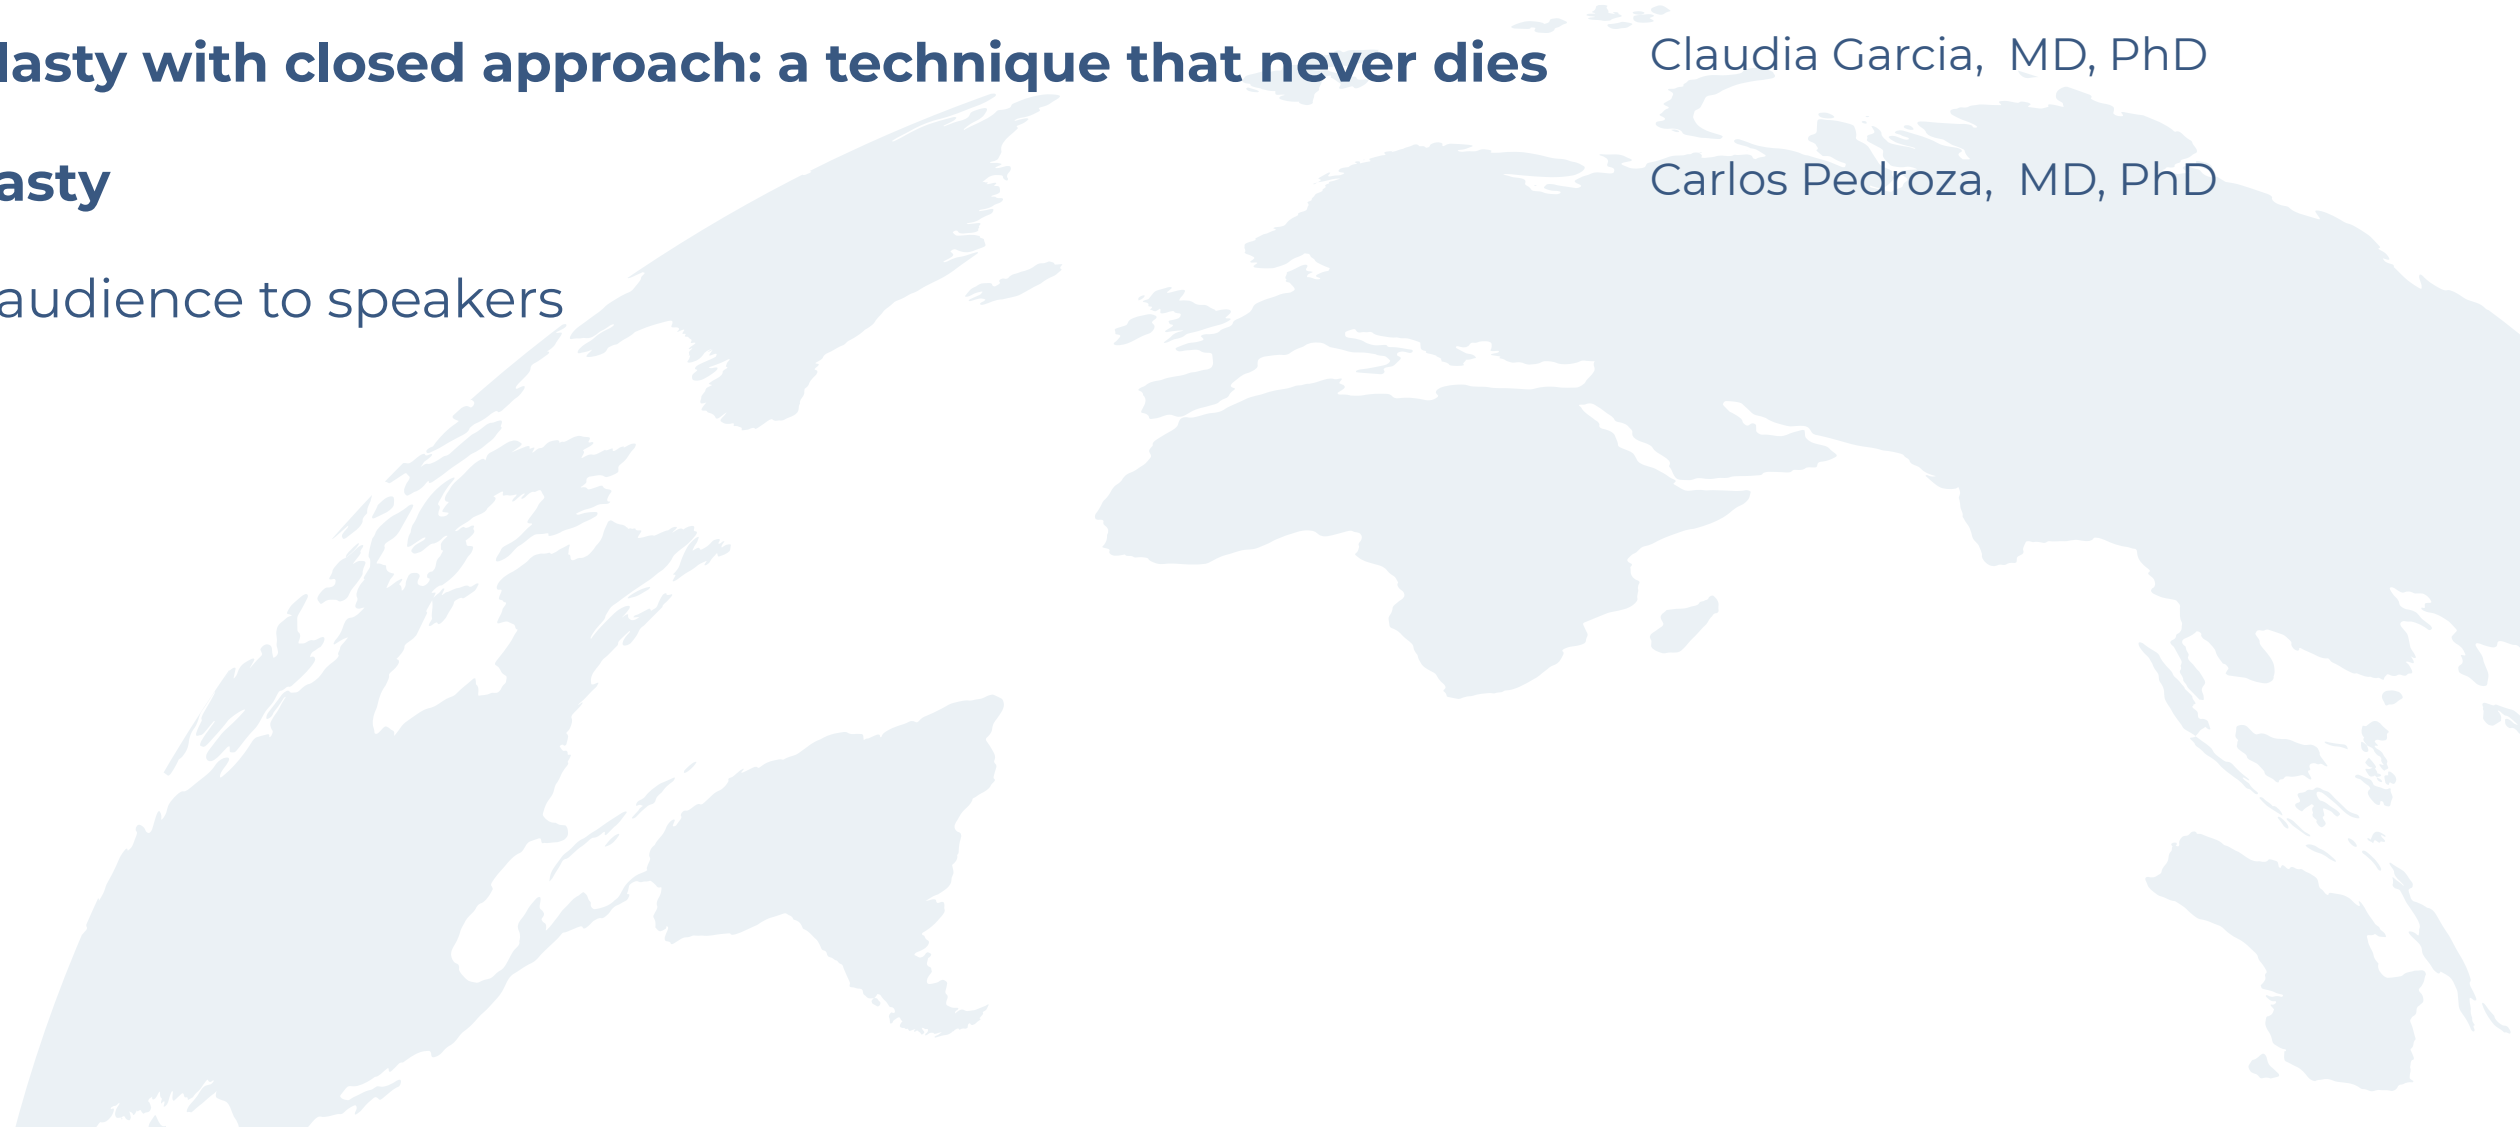 lasty with closed approach: a technique that never dies Claudia Garcia, MD, PhD
asty Carlos Pedroza, MD, PhD
audience to speakers